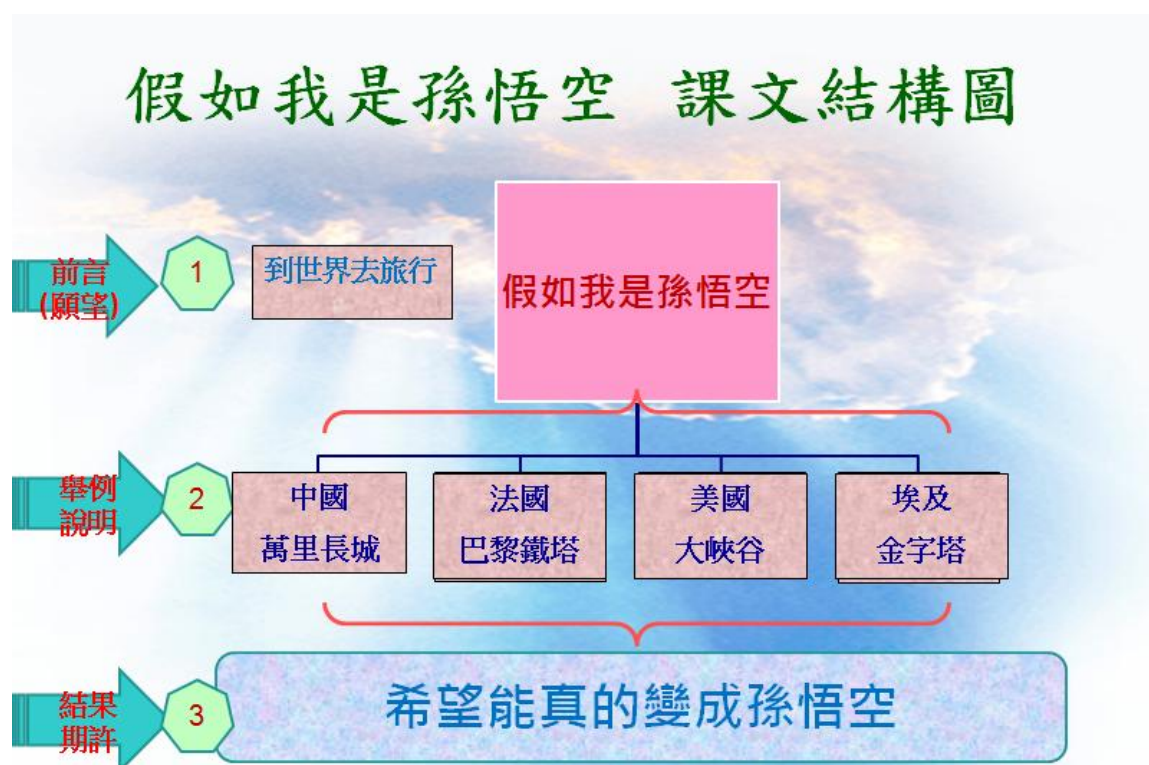 假如我是孫悟空 課文結構圖
前言
(願望)
1
到世界去旅行
假如我是孫悟空
舉例
說明
2
中國
萬里長城
法國
巴黎鐵塔
美國
大峽谷
埃及
金字塔
結果
期許
3
希望能真的變成孫悟空